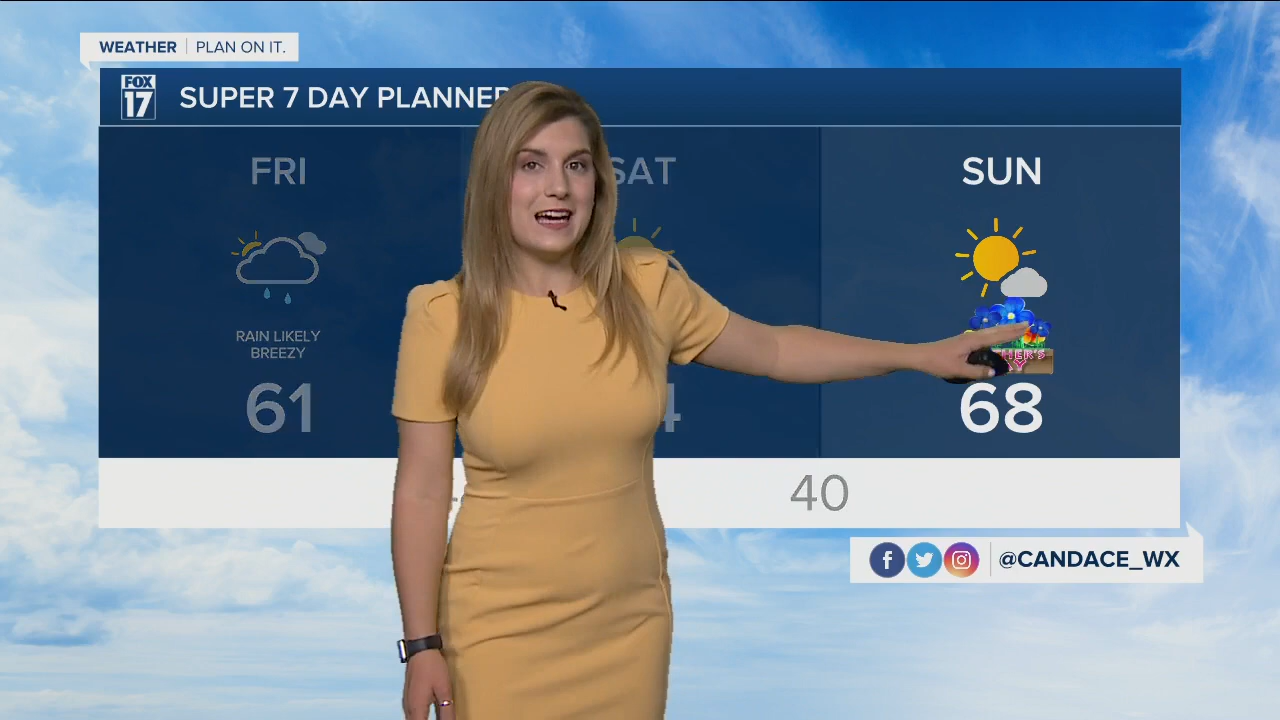 WEATHER PLAN ON IT.
FOX
17
SUPER 7 DAY PLANNER
FRI
SAT
SUN
RAIN LIKELY
BREEZY
61
68
40
@CANDACE_WX